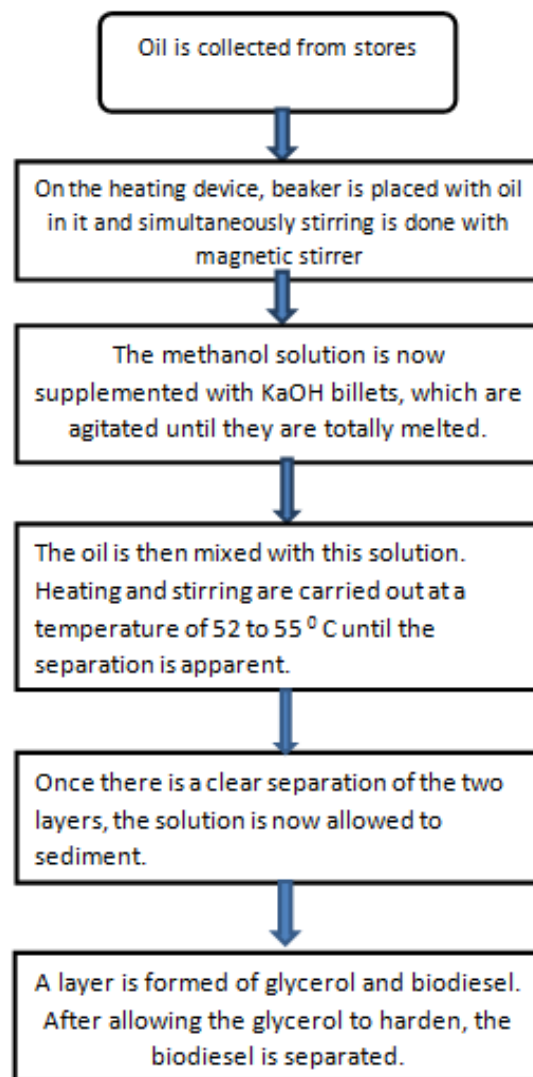 Oil is collected from stores
On the heating device, beaker is placed with oil
in it and simultaneously stirring is done with
magnetic stirrer
The methanol solution is now
supplemented with KaOH billets, which are
agitated until they are totally melted.
The oil is then mixed with this solution.
Heating and stirring are carried out at a
temperature of 52 to 55 ⁰ C until the
separation is apparent.
Once there is a clear separation of the two
layers, the solution is now allowed to
sediment.
A layer is formed of glycerol and biodiesel.
After allowing the glycerol to harden, the
biodiesel is separated.